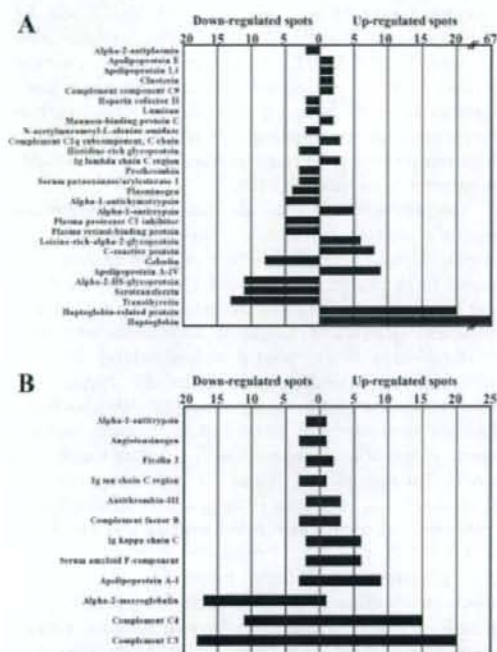 A
Down-regulated spots Up-regulated spots
20 15 10 5 0 5 10 15 20 67
Alpha-2-antiplasmin
Apolipoprotein E
Apolipoprotein L1
Clusterin
Complement component C9
Heparin cofactor II
Lumican
Mannose-binding protein C
N-acetylmuramoyl-L-alanine amidase
Complement C1q subcomponent, C chain
Histidine-rich glycoprotein
Ig lambda chain C region
Prothrombin
Serum paraoxonase/arylesterase 1
Plasminogen
Alpha-1-antichymotrypsin
Alpha-1-antitrypsin
Plasma protease C1 inhibitor
Plasma retinol-binding protein
Leucine-rich-alpha-2-glycoprotein
C-reactive protein
Gelsolin
Apolipoprotein A-IV
Alpha-2-HS-glycoprotein
Serotransferrin
Transthyretin
Haptoglobin-related protein
Haptoglobin
B
Down-regulated spots Up-regulated spots
20 15 10 5 0 5 10 15 20 25
Alpha-1-antitrypsin
Angiotensinogen
Ficolin 3
Ig mu chain C region
Antithrombin-III
Complement factor B
Ig kappa chain C
Serum amyloid P-component
Apolipoprotein A-I
Alpha-2-macroglobulin
Complement C4
Complement C3